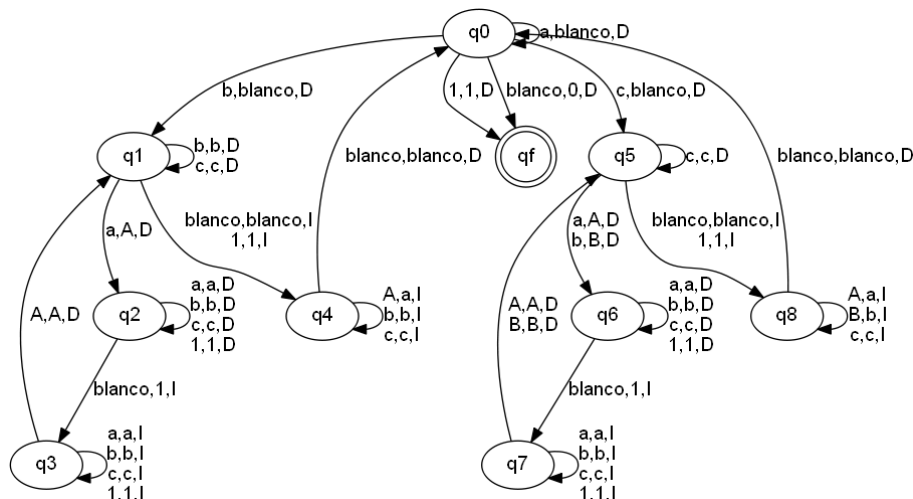 q0
a,blanco,D
b,blanco,D
1,1,D
blanco,0,D
c,blanco,D
q1
b,b,D
c,c,D
blanco,blanco,D
qf
q5
c,c,D
blanco,blanco,D
a,A,D
blanco,blanco,I
1,1,I
a,A,D
b,B,D
blanco,blanco,I
1,1,I
A,A,D
q2
a,a,D
b,b,D
c,c,D
1,1,D
q4
A,a,I
b,b,I
c,c,I
A,A,D
B,B,D
q6
a,a,D
b,b,D
c,c,D
1,1,D
q8
A,a,I
B,b,I
c,c,I
blanco,1,I
blanco,1,I
q3
a,a,I
b,b,I
c,c,I
1,1,I
q7
a,a,I
b,b,I
c,c,I
1,1,I